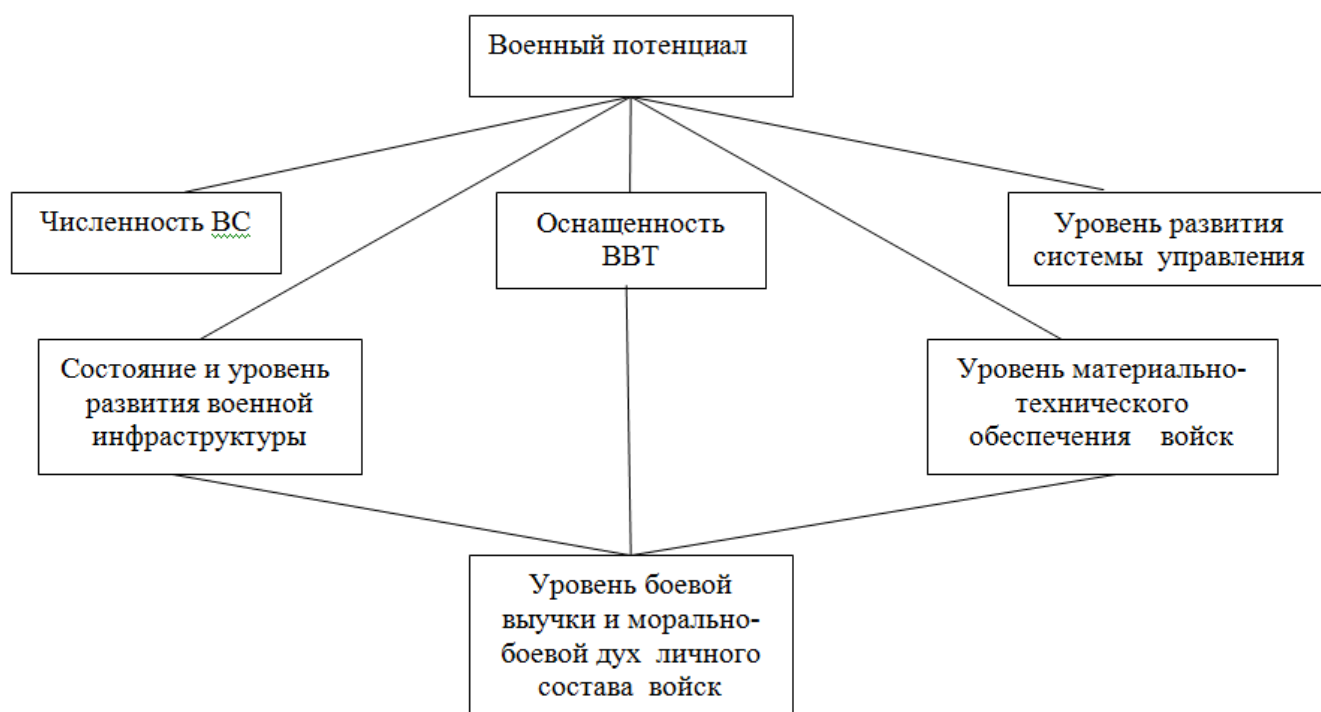 Военный потенциал
Численность ВС
Оснащенность
ВВТ
Уровень развития
системы управления
Состояние и уровень
развития военной
инфраструктуры
Уровень материально-
технического
обеспечения войск
Уровень боевой
выучки и морально-
боевой дух личного
состава войск